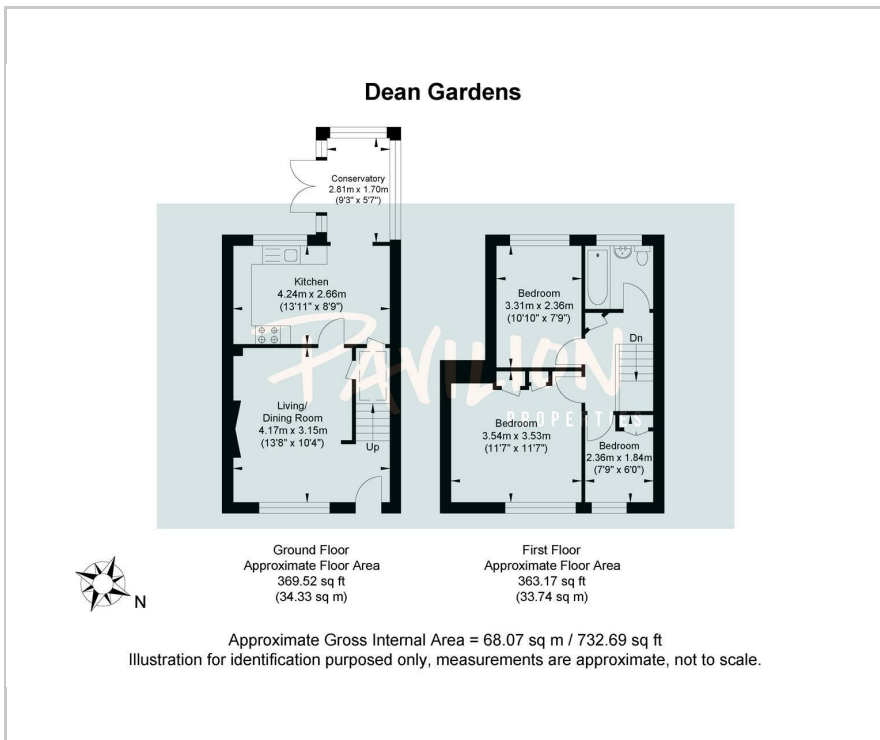 Dean Gardens
Conservatory
2.81m x 1.70m
(9'3" x 5'7")
Kitchen
4.24m x 2.66m
(13'11" x 8'9")
Living/
Dining Room
4.17m x 3.15m
(13'8" x 10'4")
Up
Bedroom
3.31m x 2.36m
(10'10" x 7'9")
Dn
Bedroom
3.54m x 3.53m
(11'7" x 11'7")
Bedroom
2.36m x 1.84m
(7'9" x 6'0")
PAVILION
PROPERTIES
Ground Floor
Approximate Floor Area
369.52 sq ft
(34.33 sq m)
First Floor
Approximate Floor Area
363.17 sq ft
(33.74 sq m)
N
Approximate Gross Internal Area = 68.07 sq m / 732.69 sq ft
Illustration for identification purposed only, measurements are approximate, not to scale.